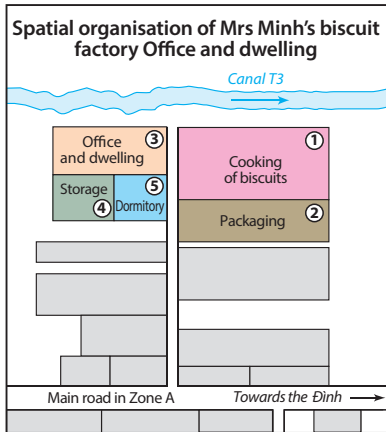 Spatial organisation of Mrs Minh's biscuit
factory Office and dwelling
Canal T3
Office
and dwelling
3
Storage
4
5
Dormitory
1
Cooking
of biscuits
2
Packaging
Main road in Zone A
Towards the Đình